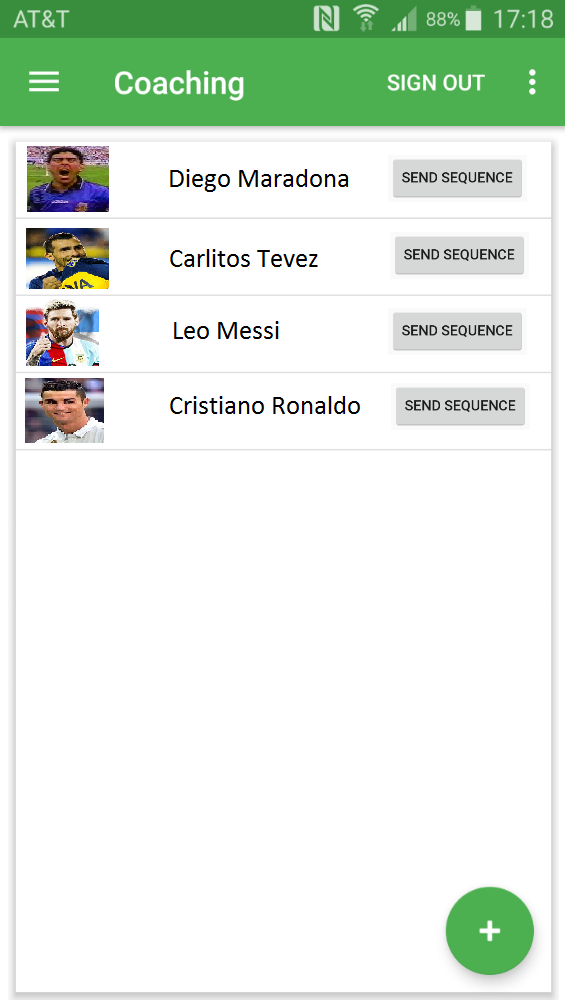 AT&T 88% 17:18
Coaching SIGN OUT
Diego Maradona SEND SEQUENCE
Carlitos Tevez SEND SEQUENCE
Leo Messi SEND SEQUENCE
Cristiano Ronaldo SEND SEQUENCE
+